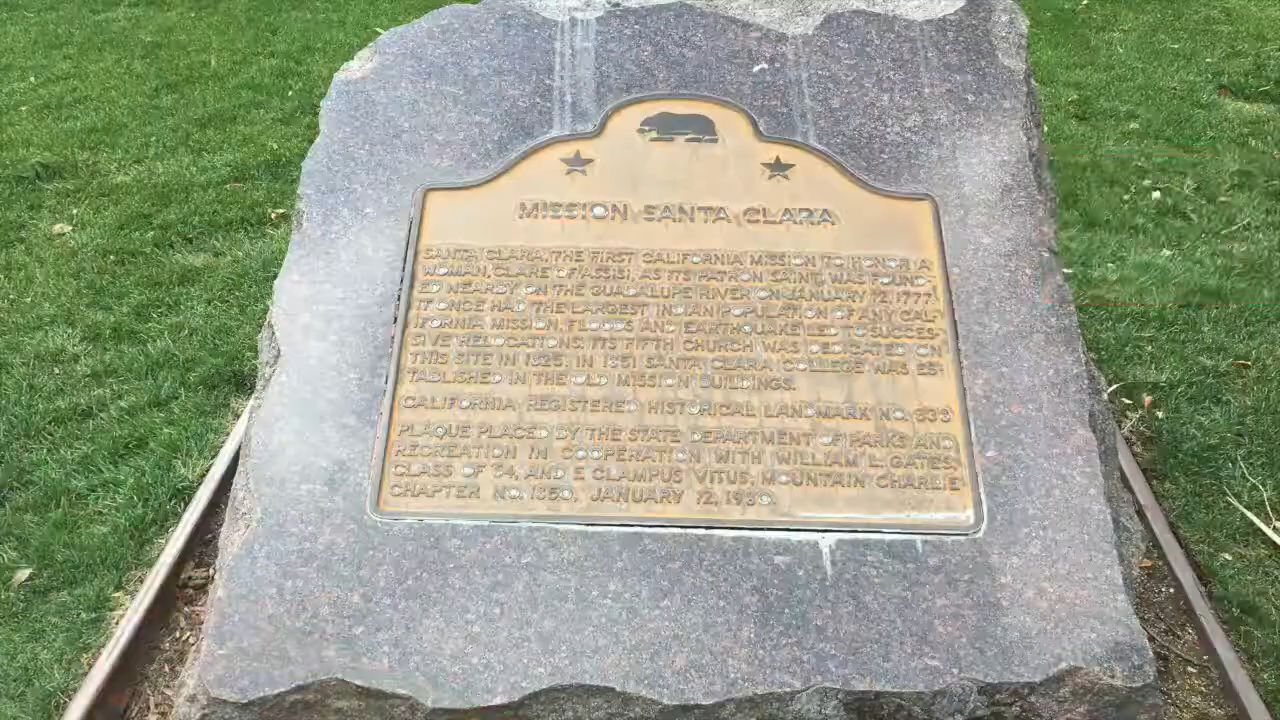 MISSION SANTA CLARA
SANTA CLARA, THE FIRST CALIFORNIA MISSION TO HONOR A
WOMAN, CLARE OF ASSISI, AS ITS PATRON SAINT, WAS FOUND-
ED NEARBY ON THE GUADALUPE RIVER ON JANUARY 12, 1777.
IT ONCE HAD THE LARGEST INDIAN POPULATION OF ANY CAL-
IFORNIA MISSION. FLOODS AND EARTHQUAKE LED TO SUCCES-
SIVE RELOCATIONS. ITS FIFTH CHURCH WAS DEDICATED ON
THIS SITE IN 1825. IN 1851 SANTA CLARA COLLEGE WAS ES-
TABLISHED IN THE OLD MISSION BUILDINGS.
CALIFORNIA REGISTERED HISTORICAL LANDMARK NO. 338
PLAQUE PLACED BY THE STATE DEPARTMENT OF PARKS AND
RECREATION IN COOPERATION WITH WILLIAM L. GATES,
CLASS OF '34, AND E CLAMPUS VITUS, MOUNTAIN CHARLIE
CHAPTER NO. 1850, JANUARY 12, 1980.